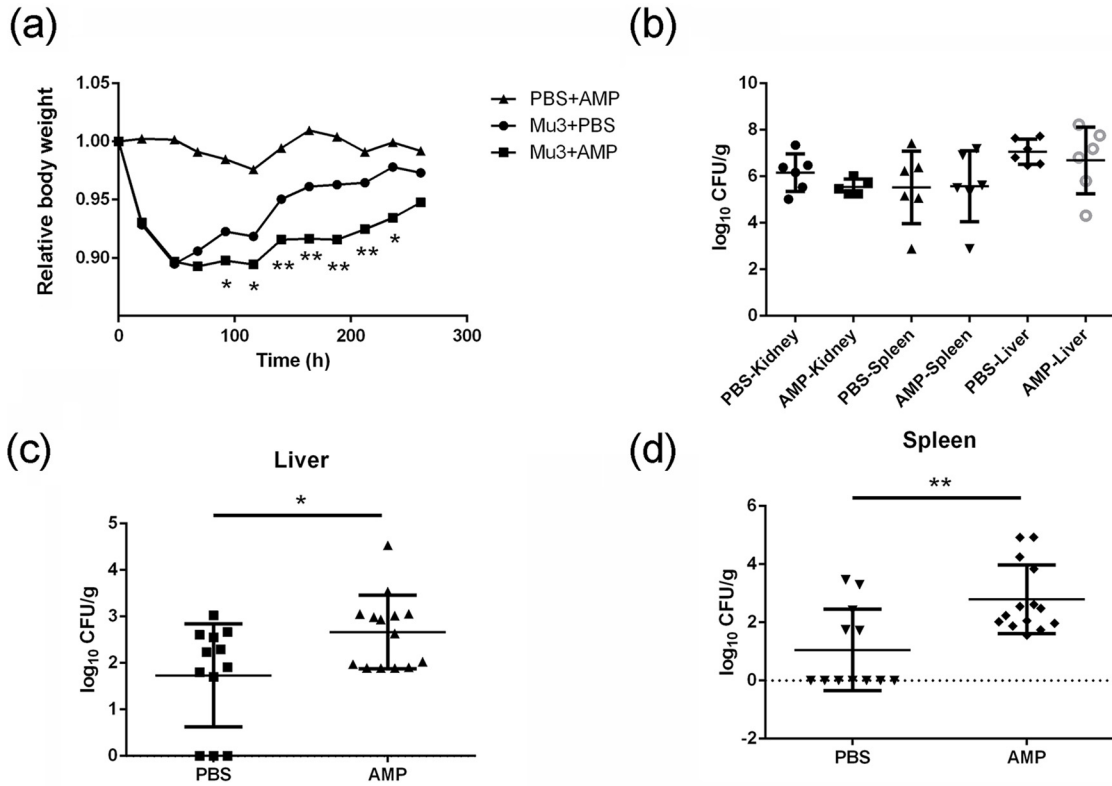 (a)
1.05
1.00
0.95
0.90
Relative body weight
0
100
200
300
Time (h)
PBS+AMP
Mu3+PBS
Mu3+AMP
*
*
**
**
**
**
*
(b)
10
8
6
4
2
0
log10 CFU/g
PBS-Kidney
AMP-Kidney
PBS-Spleen
AMP-Spleen
PBS-Liver
AMP-Liver
(c)
Liver
*
5
4
3
2
1
0
log10 CFU/g
PBS
AMP
(d)
Spleen
**
6
4
2
0
-2
log10 CFU/g
PBS
AMP